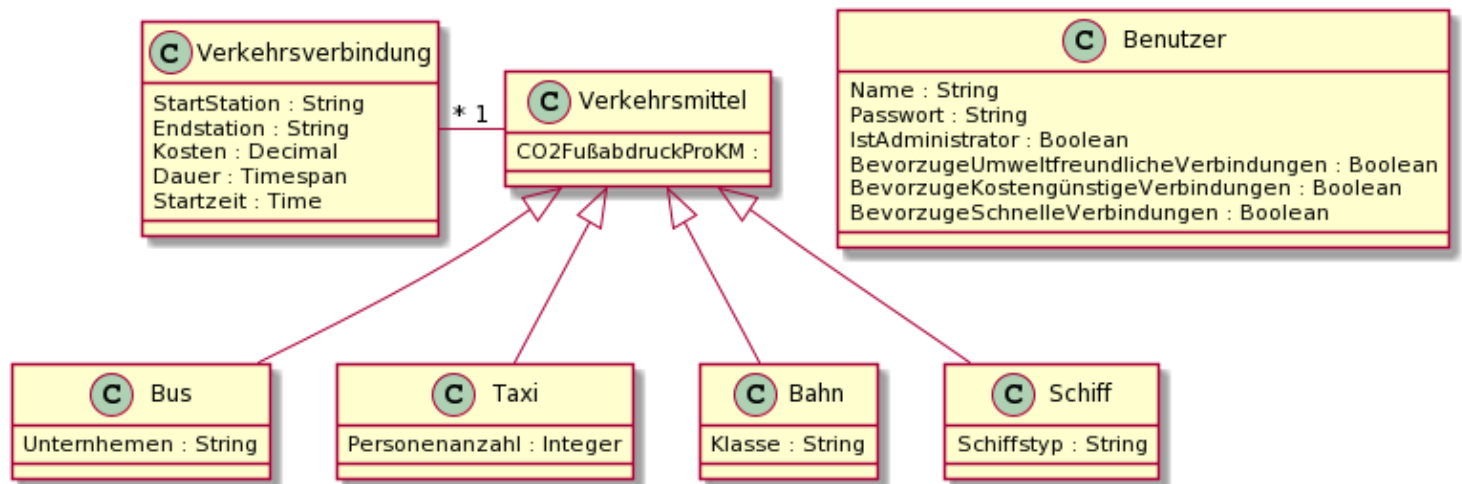 C Verkehrsverbindung
StartStation : String
Endstation : String
Kosten : Decimal
Dauer : Timespan
Startzeit : Time
* 1
C Verkehrsmittel
CO2FußabdruckProKM :
C Benutzer
Name : String
Passwort : String
IstAdministrator : Boolean
BevorzugeUmweltfreundlicheVerbindungen : Boolean
BevorzugeKostengünstigeVerbindungen : Boolean
BevorzugeSchnelleVerbindungen : Boolean
C Bus
Unternhemen : String
C Taxi
Personenanzahl : Integer
C Bahn
Klasse : String
C Schiff
Schiffstyp : String